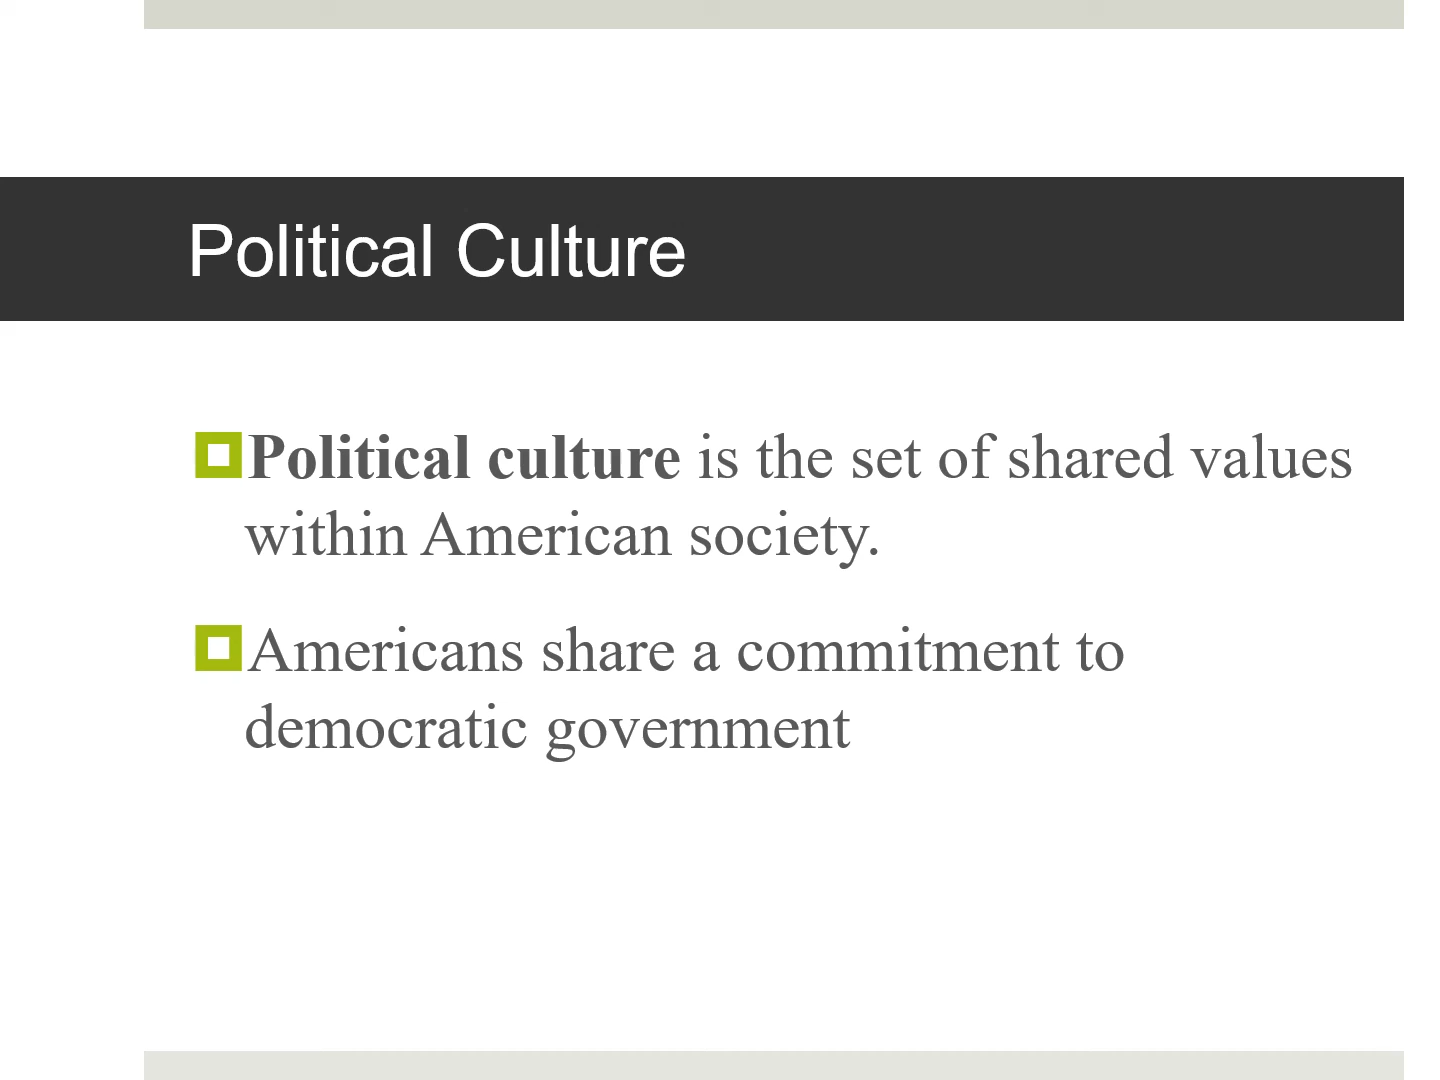 Political Culture
Political culture is the set of shared values
within American society.
Americans share a commitment to
democratic government